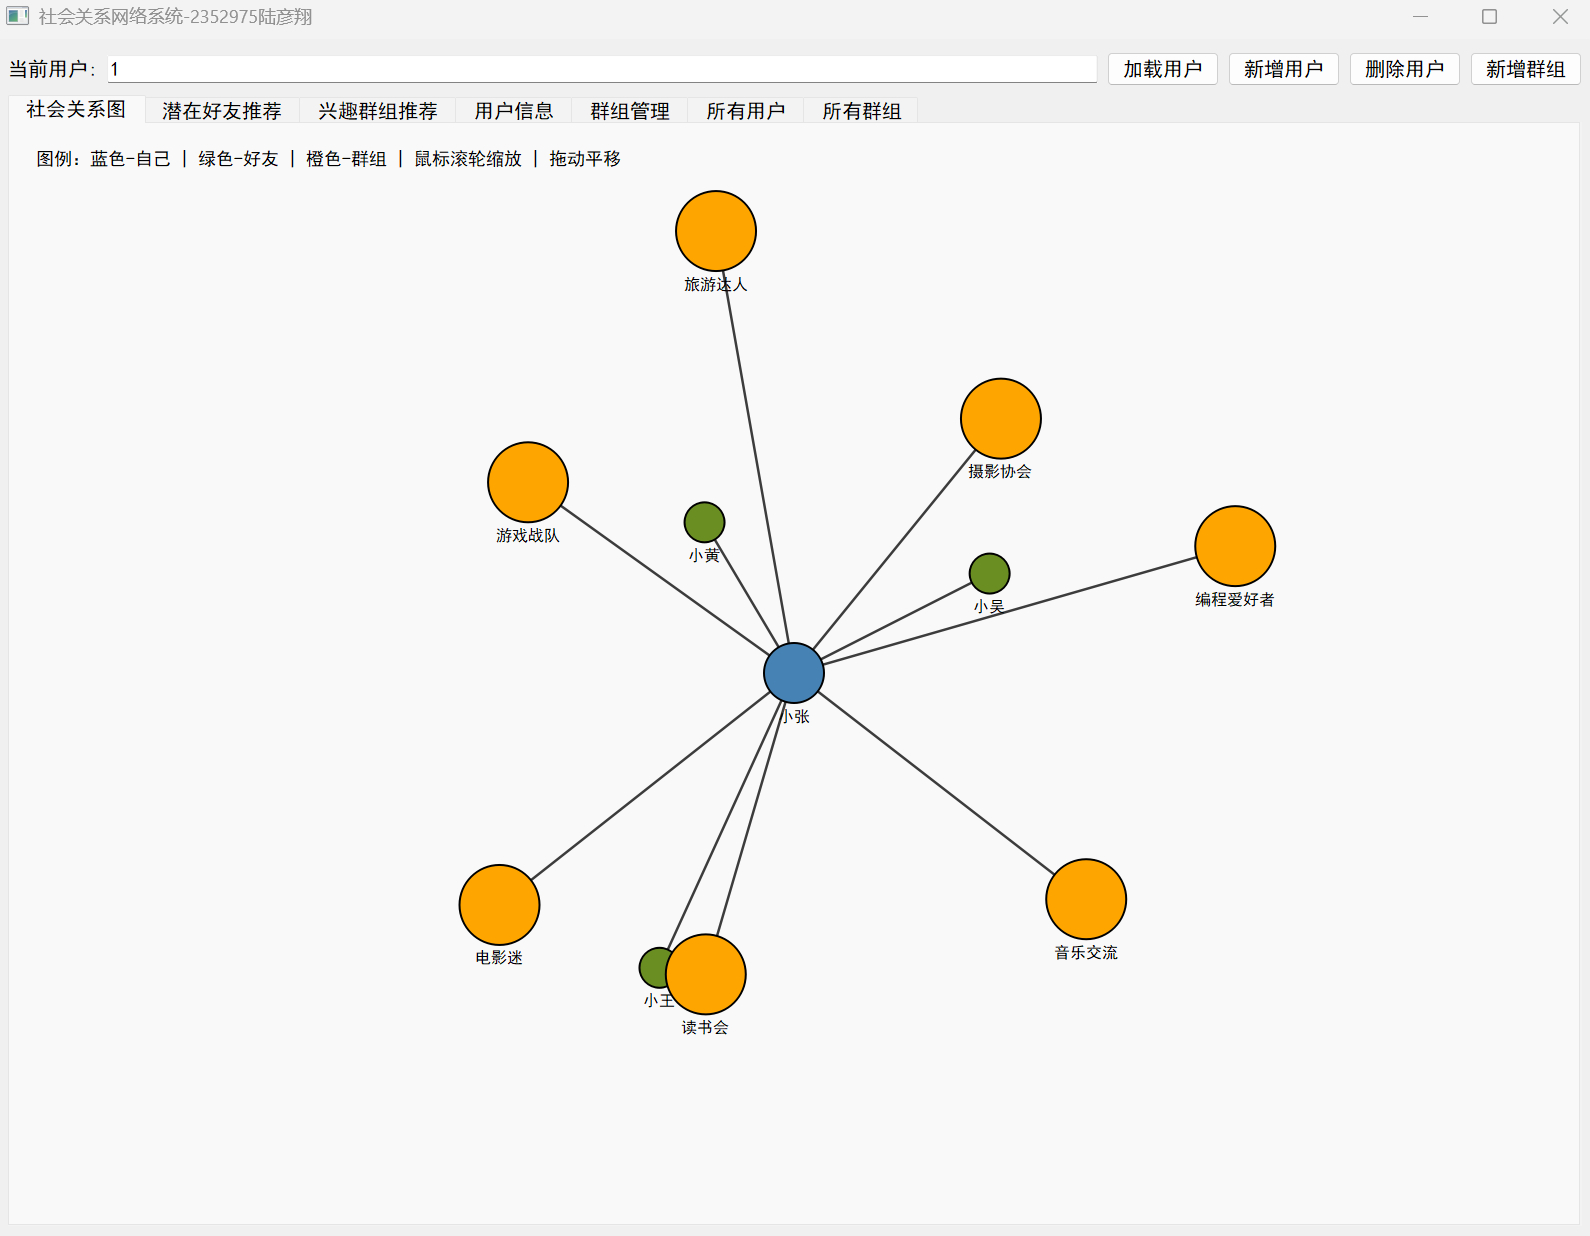 社会关系网络系统-2352975陆彦翔
当前用户: 1 加载用户 新增用户 删除用户 新增群组
社会关系图 潜在好友推荐 兴趣群组推荐 用户信息 群组管理 所有用户 所有群组
图例: 蓝色-自己 | 绿色-好友 | 橙色-群组 | 鼠标滚轮缩放 | 拖动平移
旅游达人
摄影协会
游戏战队
小黄
编程爱好者
小吴
小张
音乐交流
电影迷
小王
读书会